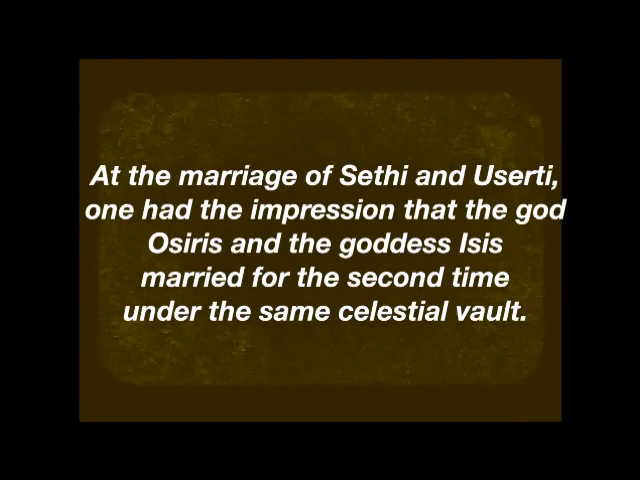 At the marriage of Sethi and Userti,
one had the impression that the god
Osiris and the goddess Isis
married for the second time
under the same celestial vault.